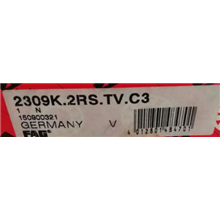 2309K.2RS.TV.C3
1 N
150800321
GERMANY V
FAG